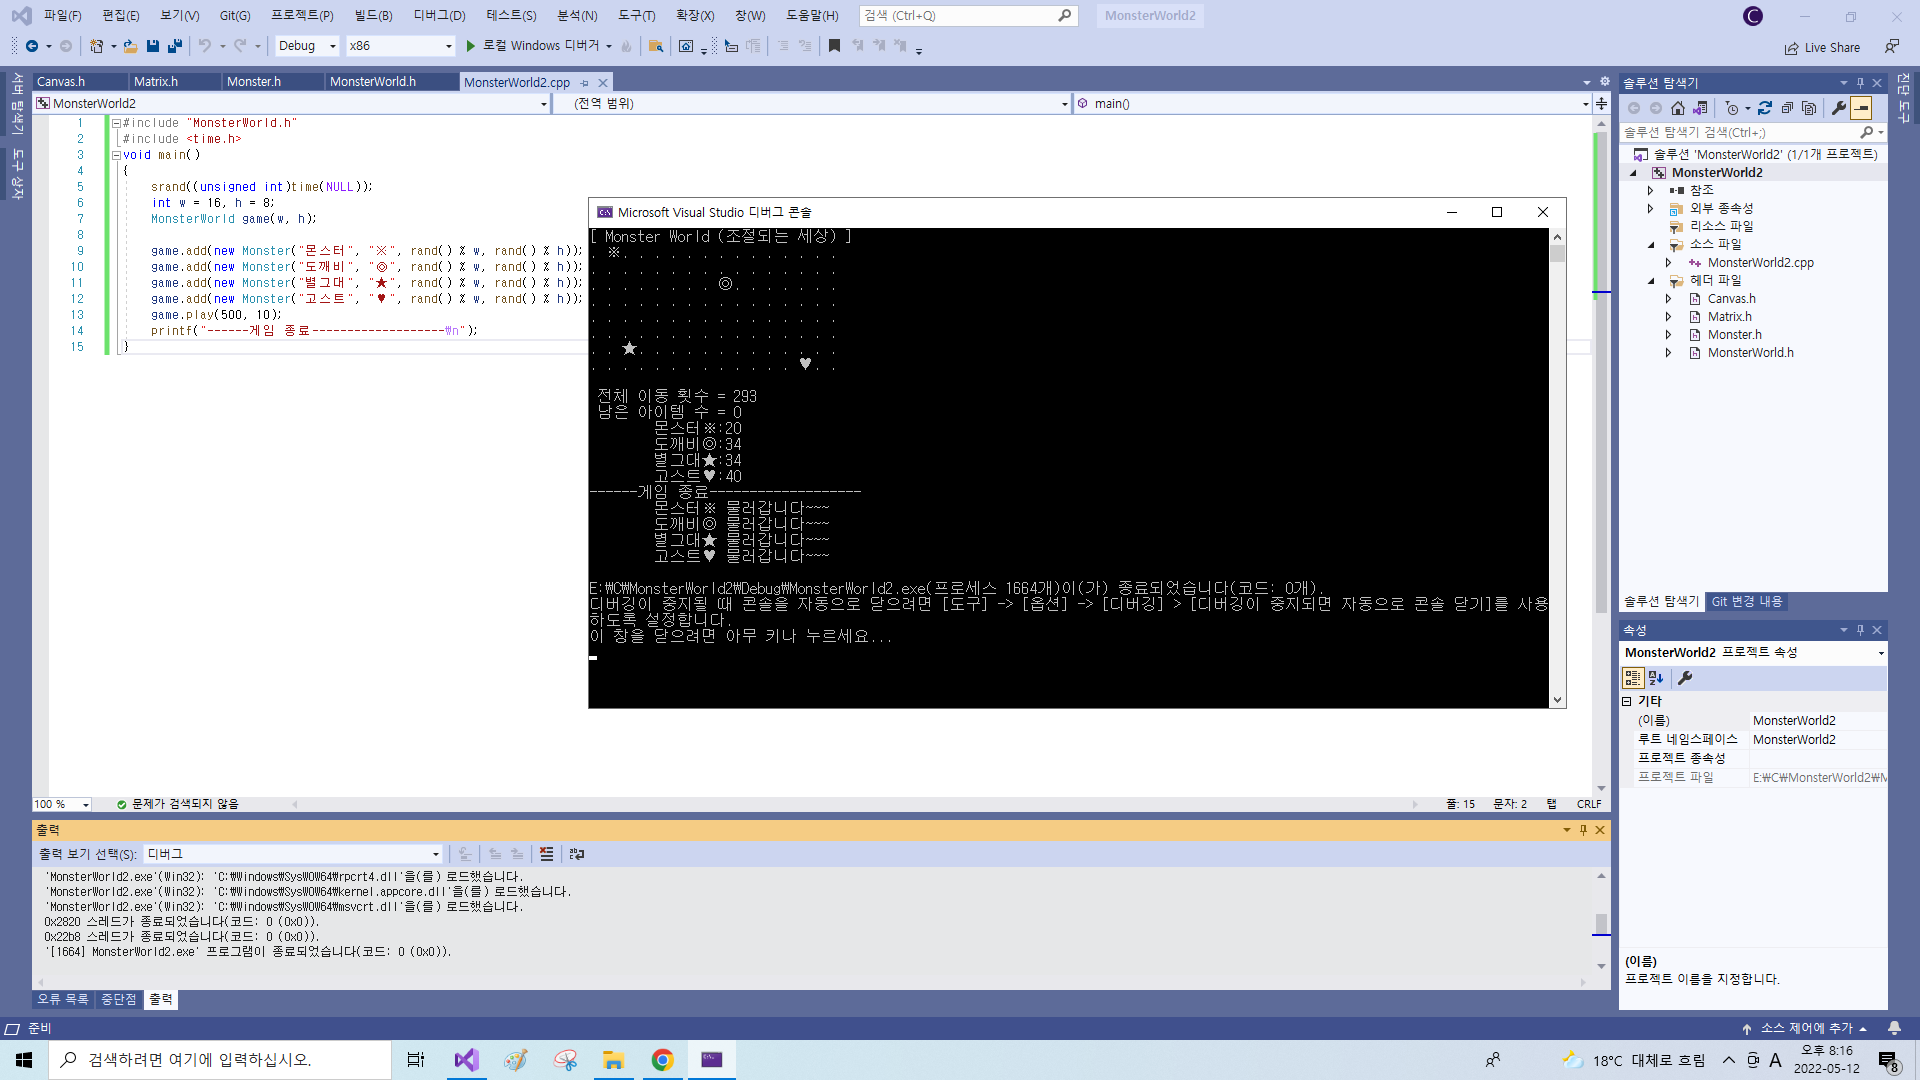 파일(F) 편집(E) 보기(V) Git(G) 프로젝트(P) 빌드(B) 디버그(D) 테스트(S) 분석(N) 도구(T) 확장(X) 창(W) 도움말(H) 검색 (Ctrl+Q) MonsterWorld2 C
Debug x86 로컬 Windows 디버거 Live Share
서버 탐색기
도구 상자
진단 도구
Canvas.h Matrix.h Monster.h MonsterWorld.h MonsterWorld2.cpp
MonsterWorld2 (전역 범위) main()
1 #include "MonsterWorld.h"
2 #include <time.h>
3 void main()
4 {
5 srand((unsigned int)time(NULL));
6 int w = 16, h = 8;
7 MonsterWorld game(w, h);
8
9 game.add(new Monster("몬스터", "※", rand() % w, rand() % h));
10 game.add(new Monster("도깨비", "◎", rand() % w, rand() % h));
11 game.add(new Monster("별그대", "★", rand() % w, rand() % h));
12 game.add(new Monster("고스트", "♥", rand() % w, rand() % h));
13 game.play(500, 10);
14 printf("------게임 종료-------------------\n");
15 }
Microsoft Visual Studio 디버그 콘솔
[ Monster World (조절되는 세상) ]
. ※. . . . . . . . . . . . . .
. . . . . . . . . . . . . . . .
. . . . . . . . ◎. . . . . . .
. . . . . . . . . . . . . . . .
. . . . . . . . . . . . . . . .
. . . . . . . . . . . . . . . .
. . ★. . . . . . . . . . . . .
. . . . . . . . . . . . . ♥. .
전체 이동 횟수 = 293
남은 아이템 수 = 0
몬스터※:20
도깨비◎:34
별그대★:34
고스트♥:40
------게임 종료-------------------
몬스터※ 물러갑니다~~~
도깨비◎ 물러갑니다~~~
별그대★ 물러갑니다~~~
고스트♥ 물러갑니다~~~
E:\C\MonsterWorld2\Debug\MonsterWorld2.exe(프로세스 1664개)이(가) 종료되었습니다(코드: 0개).
디버깅이 중지될 때 콘솔을 자동으로 닫으려면 [도구] -> [옵션] -> [디버깅] > [디버깅이 중지되면 자동으로 콘솔 닫기]를 사용
하도록 설정합니다.
이 창을 닫으려면 아무 키나 누르세요...
100 % 문제가 검색되지 않음 줄: 15 문자: 2 탭 CRLF
출력
출력 보기 선택(S): 디버그
'MonsterWorld2.exe'(Win32): 'C:\Windows\SysWOW64\rpcrt4.dll'을(를) 로드했습니다.
'MonsterWorld2.exe'(Win32): 'C:\Windows\SysWOW64\kernel.appcore.dll'을(를) 로드했습니다.
'MonsterWorld2.exe'(Win32): 'C:\Windows\SysWOW64\msvcrt.dll'을(를) 로드했습니다.
0x2820 스레드가 종료되었습니다(코드: 0 (0x0)).
0x22b8 스레드가 종료되었습니다(코드: 0 (0x0)).
'[1664] MonsterWorld2.exe' 프로그램이 종료되었습니다(코드: 0 (0x0)).
오류 목록 중단점 출력
솔루션 탐색기
솔루션 탐색기 검색(Ctrl+;)
솔루션 'MonsterWorld2' (1/1개 프로젝트)
MonsterWorld2
참조
외부 종속성
리소스 파일
소스 파일
MonsterWorld2.cpp
헤더 파일
Canvas.h
Matrix.h
Monster.h
MonsterWorld.h
솔루션 탐색기 Git 변경 내용
속성
MonsterWorld2 프로젝트 속성
기타
(이름) MonsterWorld2
루트 네임스페이스 MonsterWorld2
프로젝트 종속성
프로젝트 파일 E:\C\MonsterWorld2\M
(이름)
프로젝트 이름을 지정합니다.
준비 소스 제어에 추가
검색하려면 여기에 입력하십시오. 18°C 대체로 흐림 A 오후 8:16
2022-05-12 8